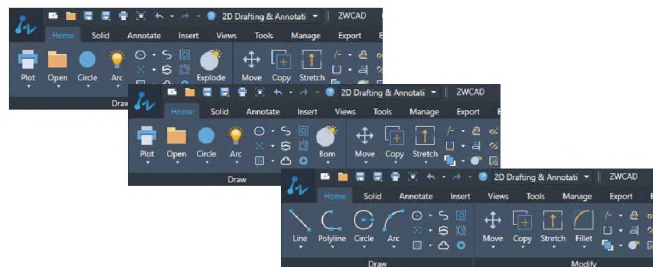 2D Drafting & Annotati ZWCAD
Home Solid Annotate Insert Views Tools Manage Export
Plot Open Circle Arc Explode Move Copy Stretch
Draw
2D Drafting & Annotati ZWCAD
Home Solid Annotate Insert Views Tools Manage Export
Plot Open Circle Arc Bom Move Copy Stretch
Draw
2D Drafting & Annotati ZWCAD
Home Solid Annotate Insert Views Tools Manage Export
Line Polyline Circle Arc Move Copy Stretch Fillet
Draw Modify